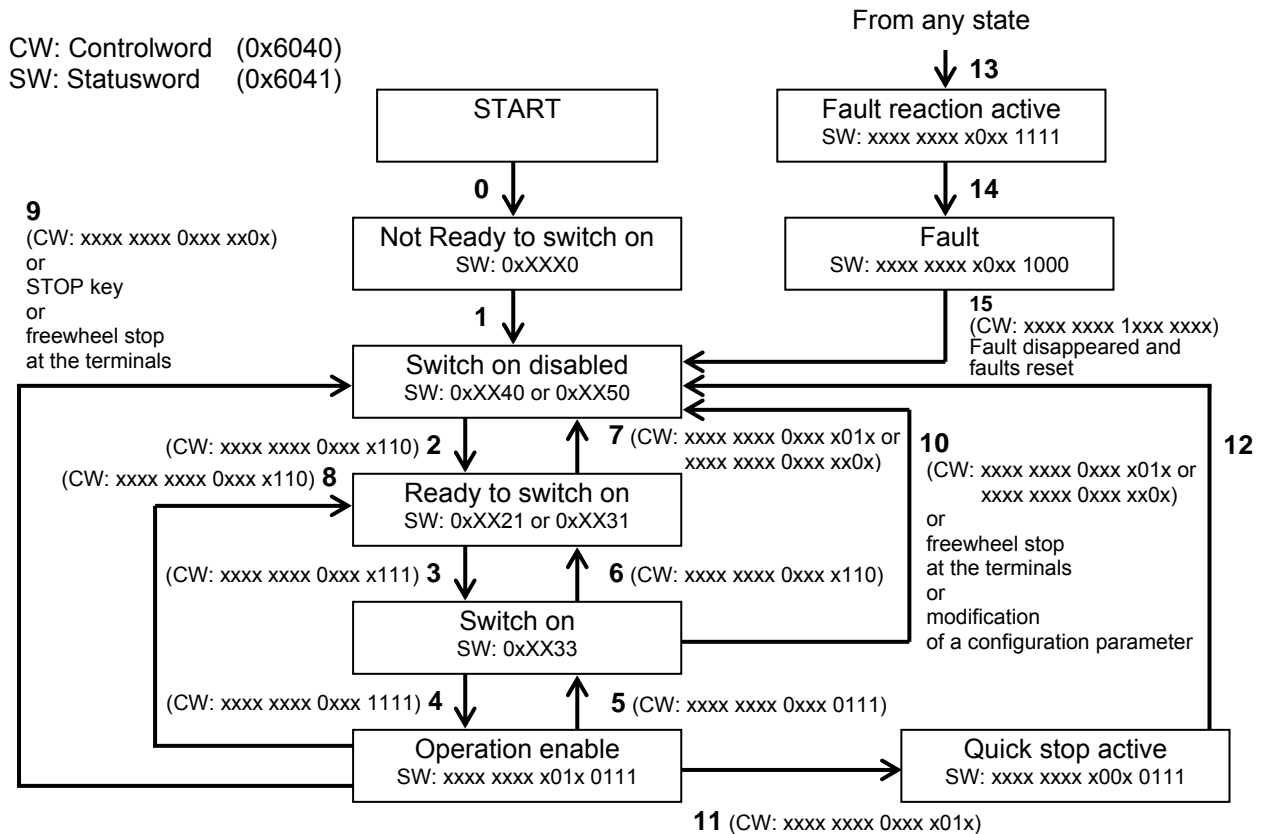 CW: Controlword (0x6040)
SW: Statusword (0x6041)
From any state
13
START
Fault reaction active
SW: xxxx xxxx x0xx 1111
0
14
9
(CW: xxxx xxxx 0xxx xx0x)
or
STOP key
or
freewheel stop
at the terminals
Not Ready to switch on
SW: 0xXXX0
Fault
SW: xxxx xxxx x0xx 1000
1
15
(CW: xxxx xxxx 1xxx xxxx)
Fault disappeared and
faults reset
Switch on disabled
SW: 0xXX40 or 0xXX50
(CW: xxxx xxxx 0xxx x110) 2
7 (CW: xxxx xxxx 0xxx x01x or
xxxx xxxx 0xxx xx0x)
10
(CW: xxxx xxxx 0xxx x01x or
xxxx xxxx 0xxx xx0x)
or
freewheel stop
at the terminals
or
modification
of a configuration parameter
12
(CW: xxxx xxxx 0xxx x110) 8
Ready to switch on
SW: 0xXX21 or 0xXX31
(CW: xxxx xxxx 0xxx x111) 3
6 (CW: xxxx xxxx 0xxx x110)
Switch on
SW: 0xXX33
(CW: xxxx xxxx 0xxx 1111) 4
5 (CW: xxxx xxxx 0xxx 0111)
Operation enable
SW: xxxx xxxx x01x 0111
Quick stop active
SW: xxxx xxxx x00x 0111
11 (CW: xxxx xxxx 0xxx x01x)